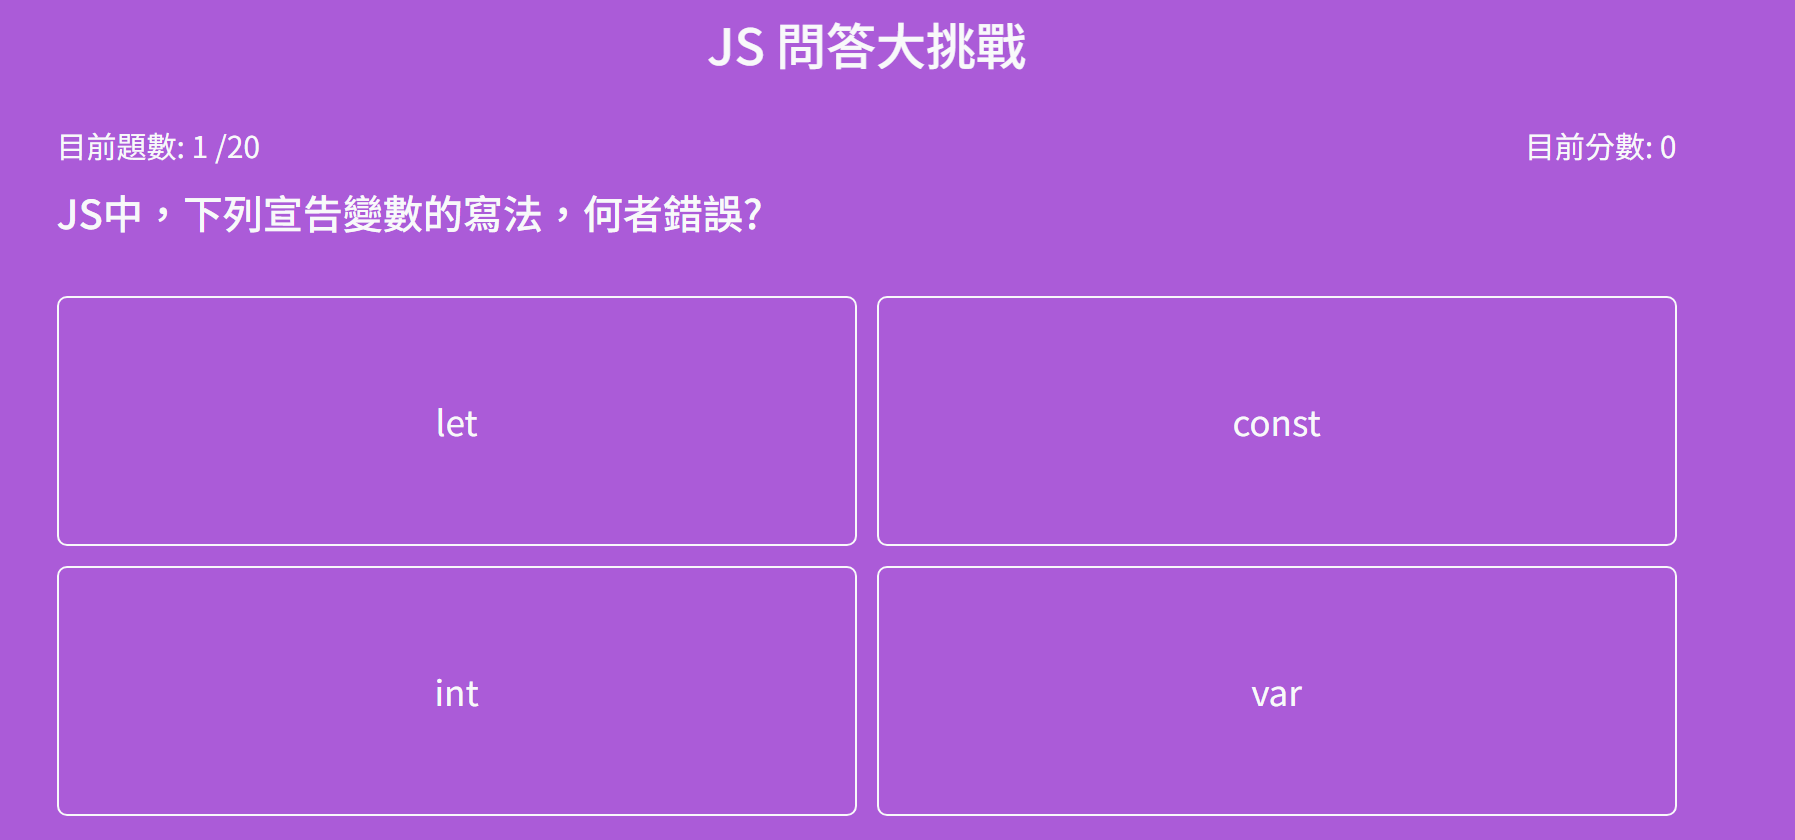 JS 問答大挑戰
目前題數: 1 /20
目前分數: 0
JS中，下列宣告變數的寫法，何者錯誤?
let
const
int
var